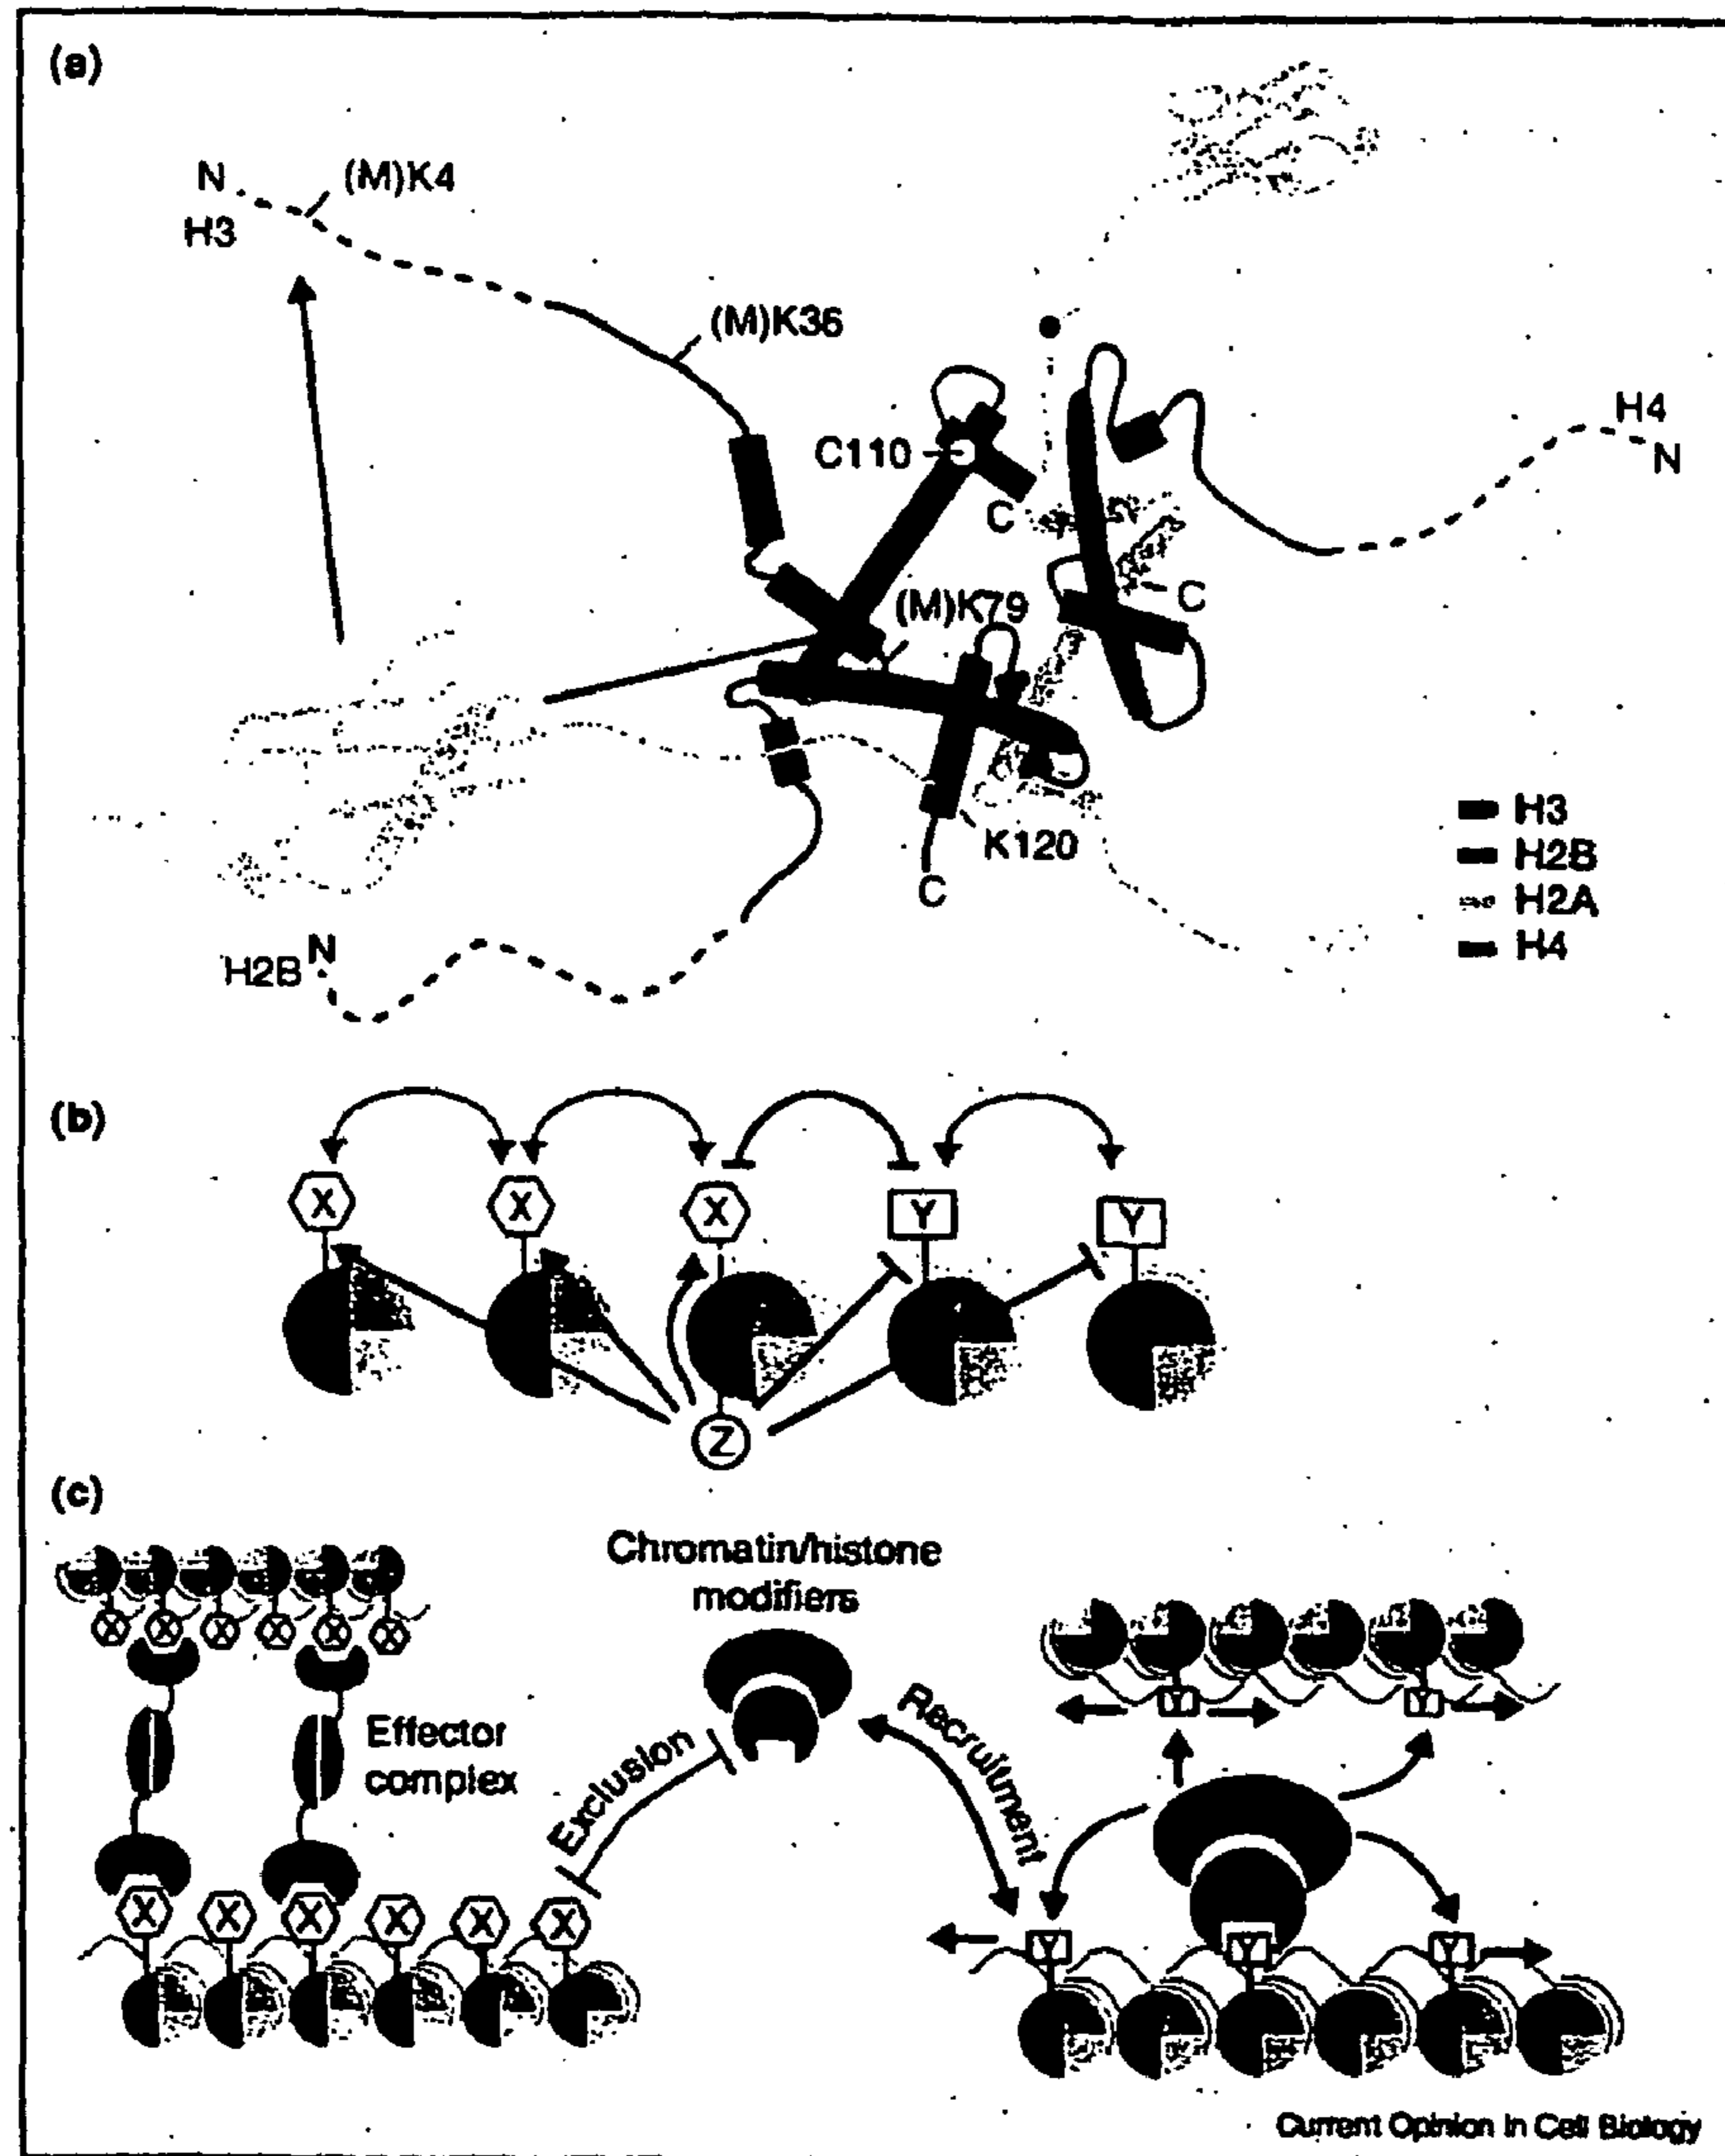 (a)
N
(M)K4
H3
(M)K36
H4
N
C110
C
C
(M)K79
K120
C
H3
H2B
H2A
H4
N
H2B
(b)
X
X
X
Y
Y
Z
(c)
Chromatin/histone
modifiers
X X X X X X
Effector
complex
Exclusion
Recruitment
Y Y
X X X X X X
Y Y Y
Current Opinion in Cell Biology